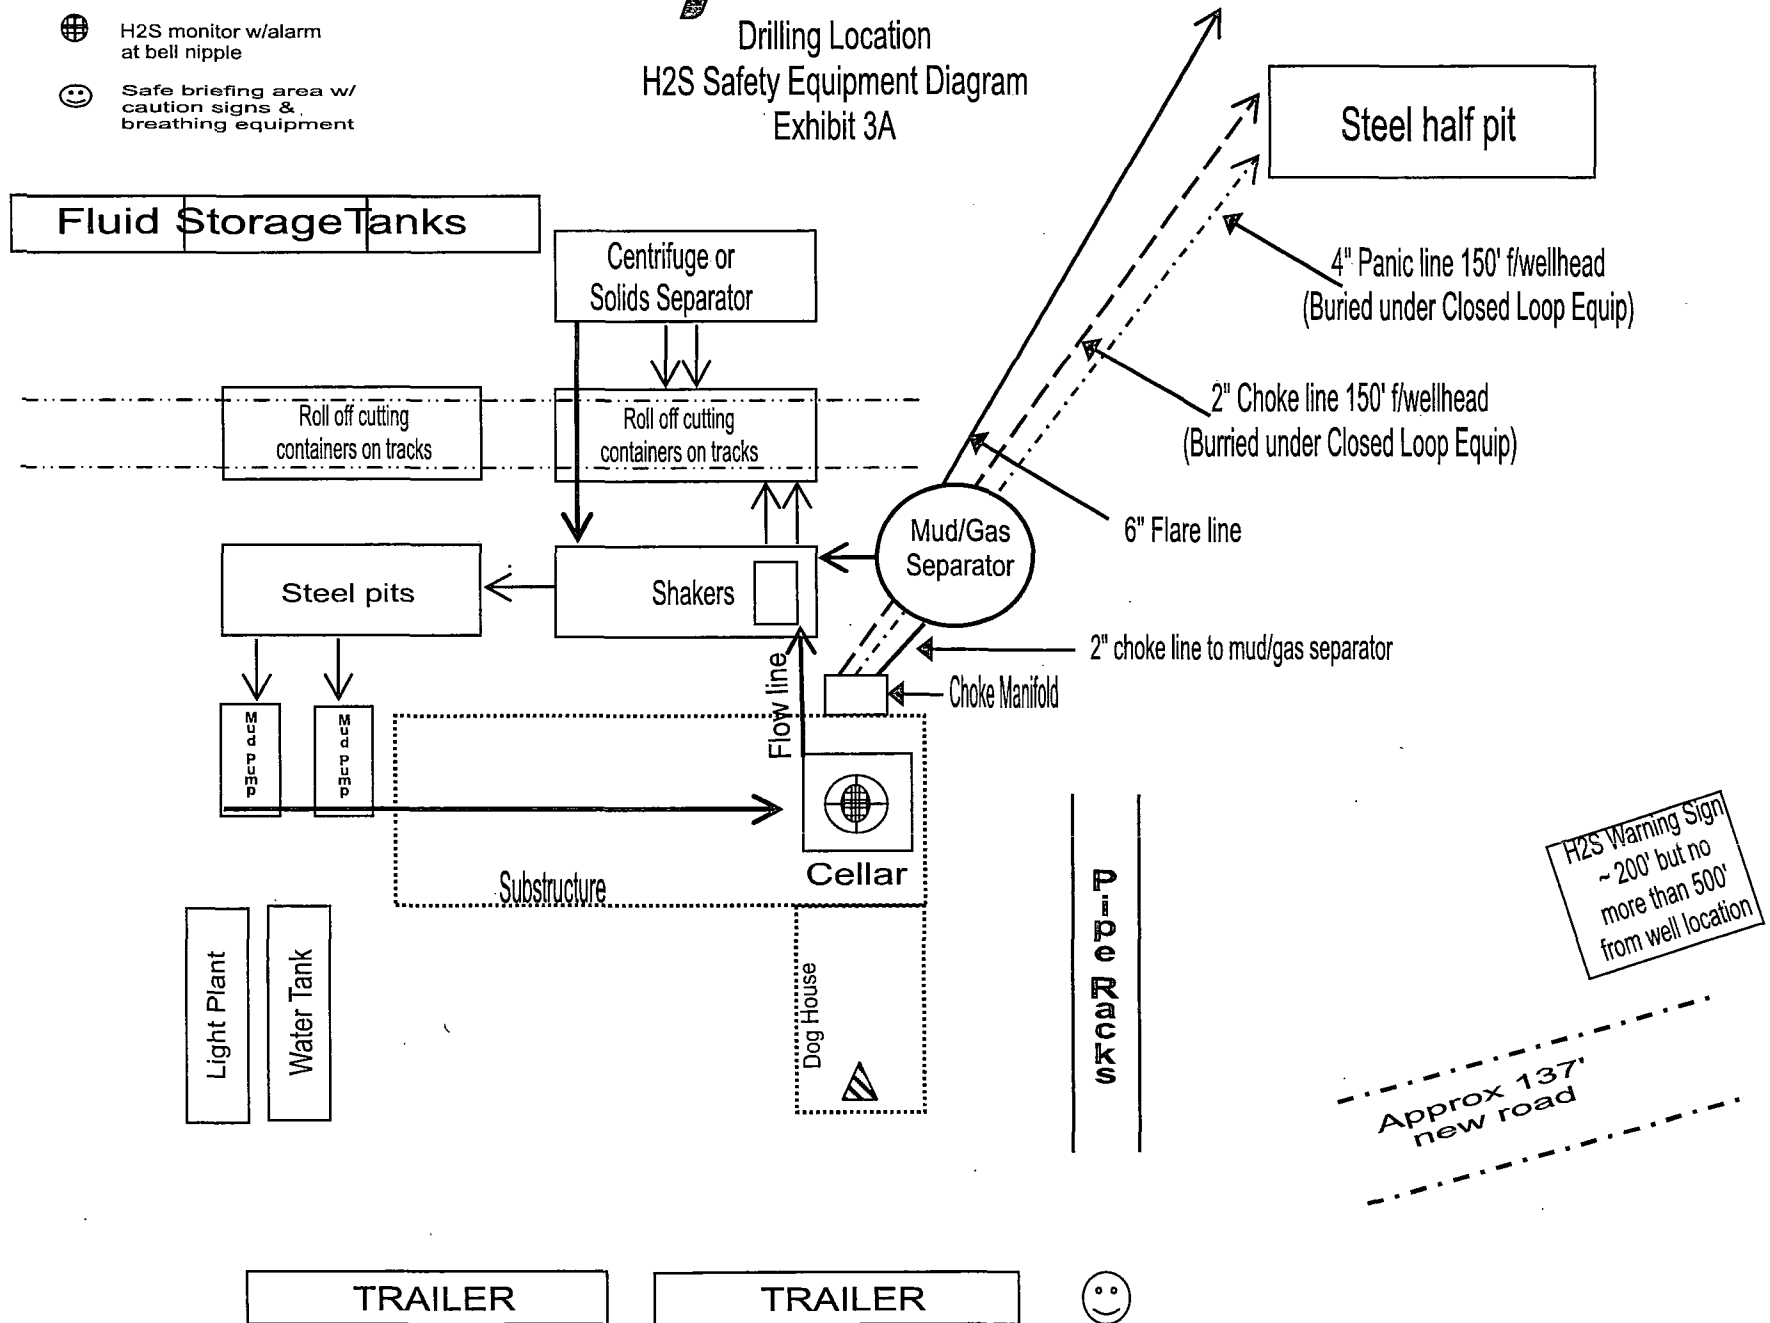 H2S monitor w/alarm
at bell nipple
Safe briefing area w/
caution signs &
breathing equipment
Drilling Location
H2S Safety Equipment Diagram
Exhibit 3A
Steel half pit
Fluid Storage Tanks
Centrifuge or
Solids Separator
4" Panic line 150' f/wellhead
(Buried under Closed Loop Equip)
2" Choke line 150' f/wellhead
(Burried under Closed Loop Equip)
Roll off cutting
containers on tracks
Roll off cutting
containers on tracks
6" Flare line
Mud/Gas
Separator
Steel pits
Shakers
2" choke line to mud/gas separator
Choke Manifold
Flow line
Mud pump
Mud pump
Cellar
Substructure
Pipe Racks
H2S Warning Sign
~ 200' but no
more than 500'
from well location
Light Plant
Water Tank
Dog House
Approx 137'
new road
TRAILER
TRAILER